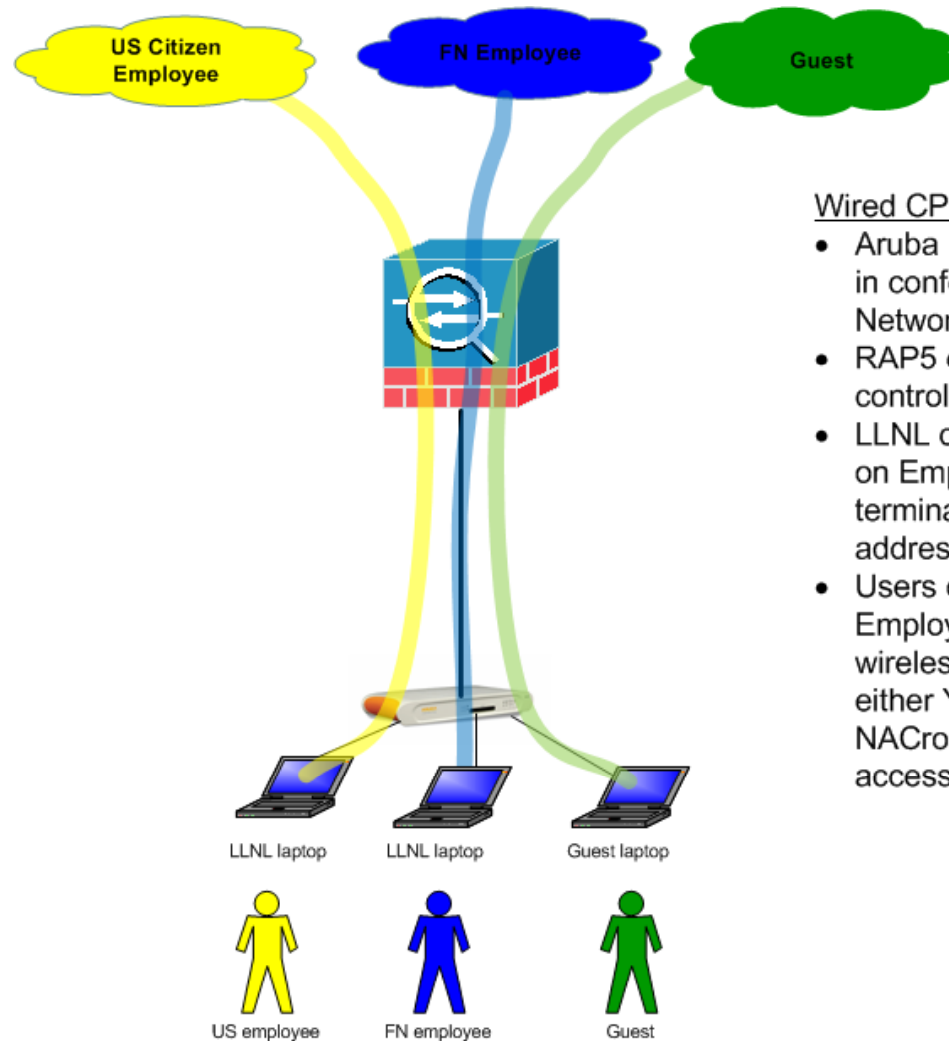 US Citizen
Employee
FN Employee
Guest
Wired CP
• Aruba
in conf
Networ
• RAP5
control
• LLNL
on Emp
termina
addres
• Users
Employ
wireles
either
NACro
access
LLNL laptop
LLNL laptop
Guest laptop
US employee
FN employee
Guest